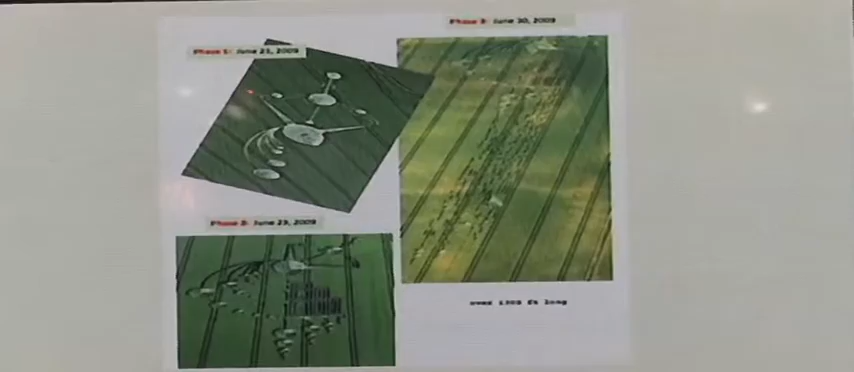 Phase 1: June 21, 2009
Phase 3: June 30, 2009
Phase 2: June 23, 2009
over ft long